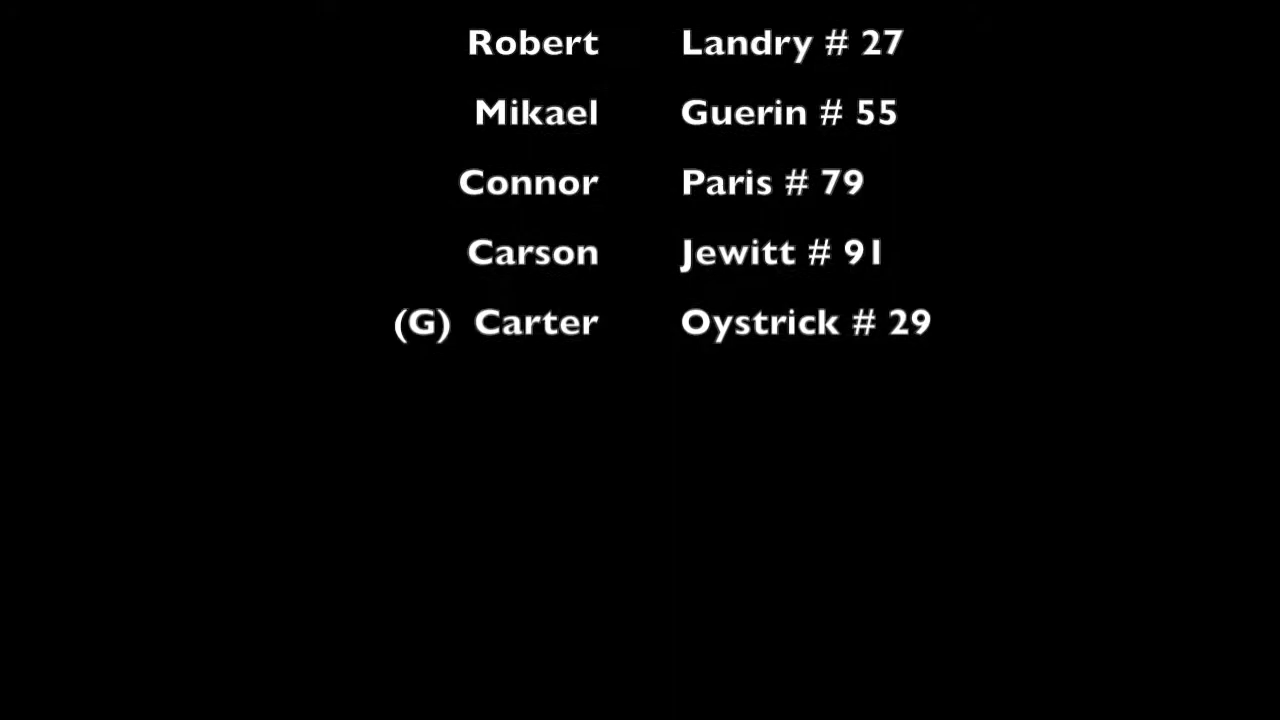 Robert Landry # 27
Mikael Guerin # 55
Connor Paris # 79
Carson Jewitt # 91
(G) Carter Oystrick # 29